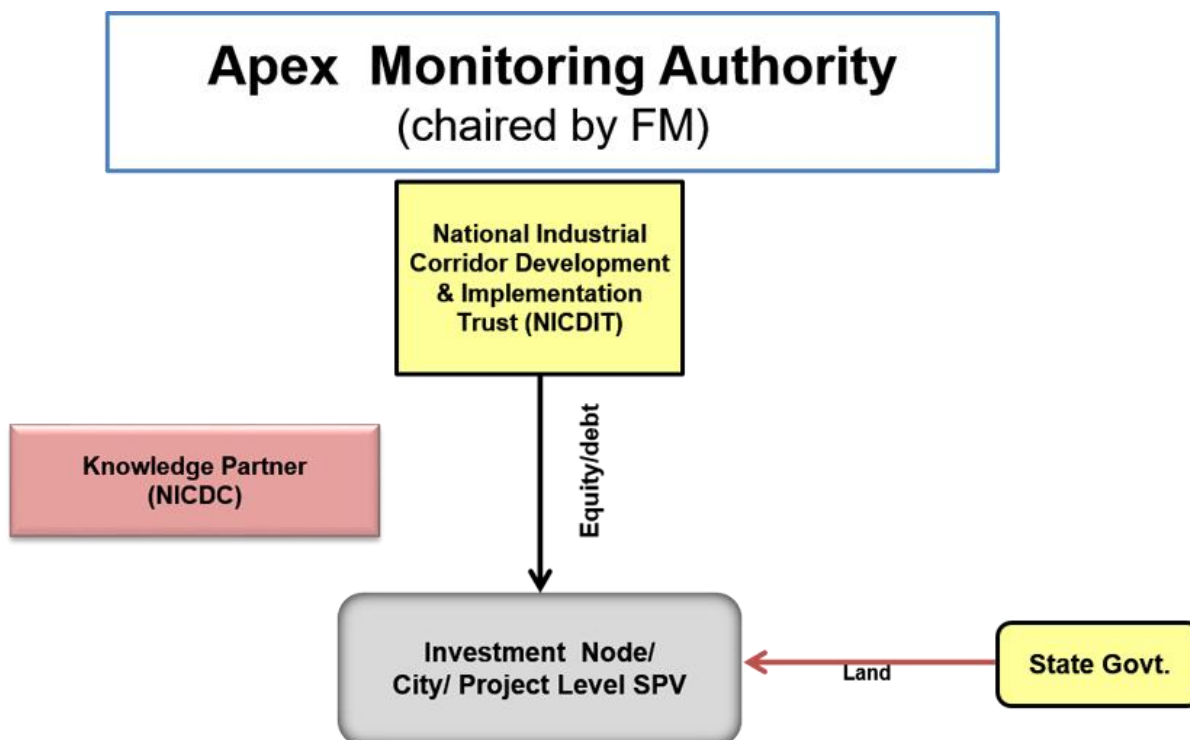 Apex Monitoring Authority
(chaired by FM)
National Industrial
Corridor Development
& Implementation
Trust (NICDIT)
Equity/debt
Knowledge Partner
(NICDC)
Investment Node/
City/ Project Level SPV
Land
State Govt.